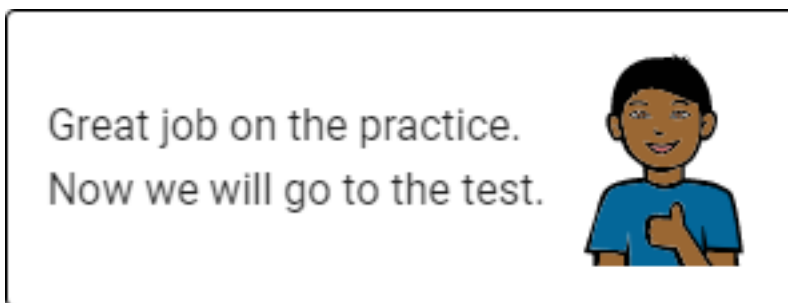 Great job on the practice.
Now we will go to the test.